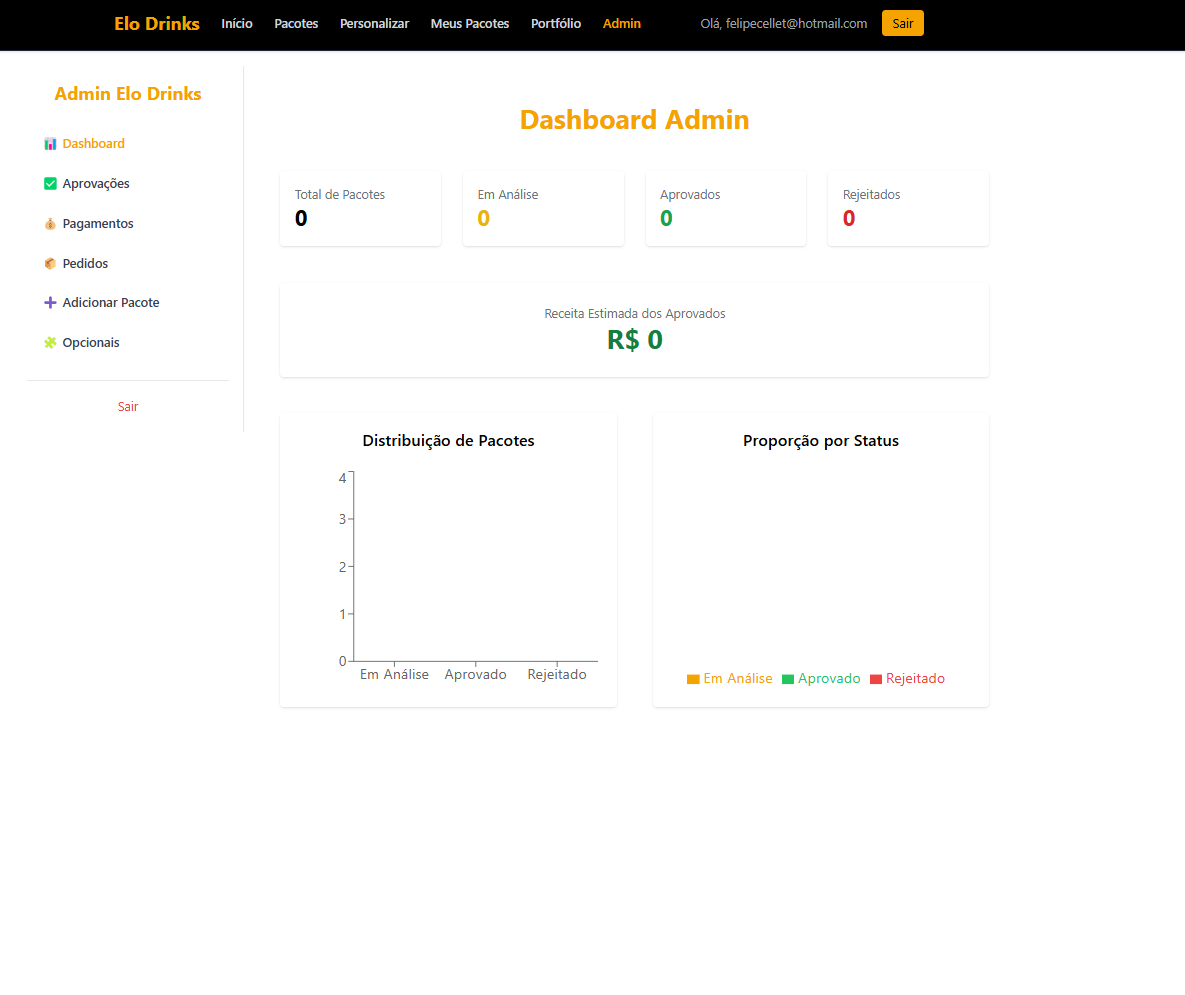 Elo Drinks Início Pacotes Personalizar Meus Pacotes Portfólio Admin Olá, felipecellet@hotmail.com Sair
Admin Elo Drinks
Dashboard
Aprovações
Pagamentos
Pedidos
Adicionar Pacote
Opcionais
Sair
Dashboard Admin
Total de Pacotes
0
Em Análise
0
Aprovados
0
Rejeitados
0
Receita Estimada dos Aprovados
R$ 0
Distribuição de Pacotes
4
3
2
1
0
Em Análise Aprovado Rejeitado
Proporção por Status
Em Análise Aprovado Rejeitado